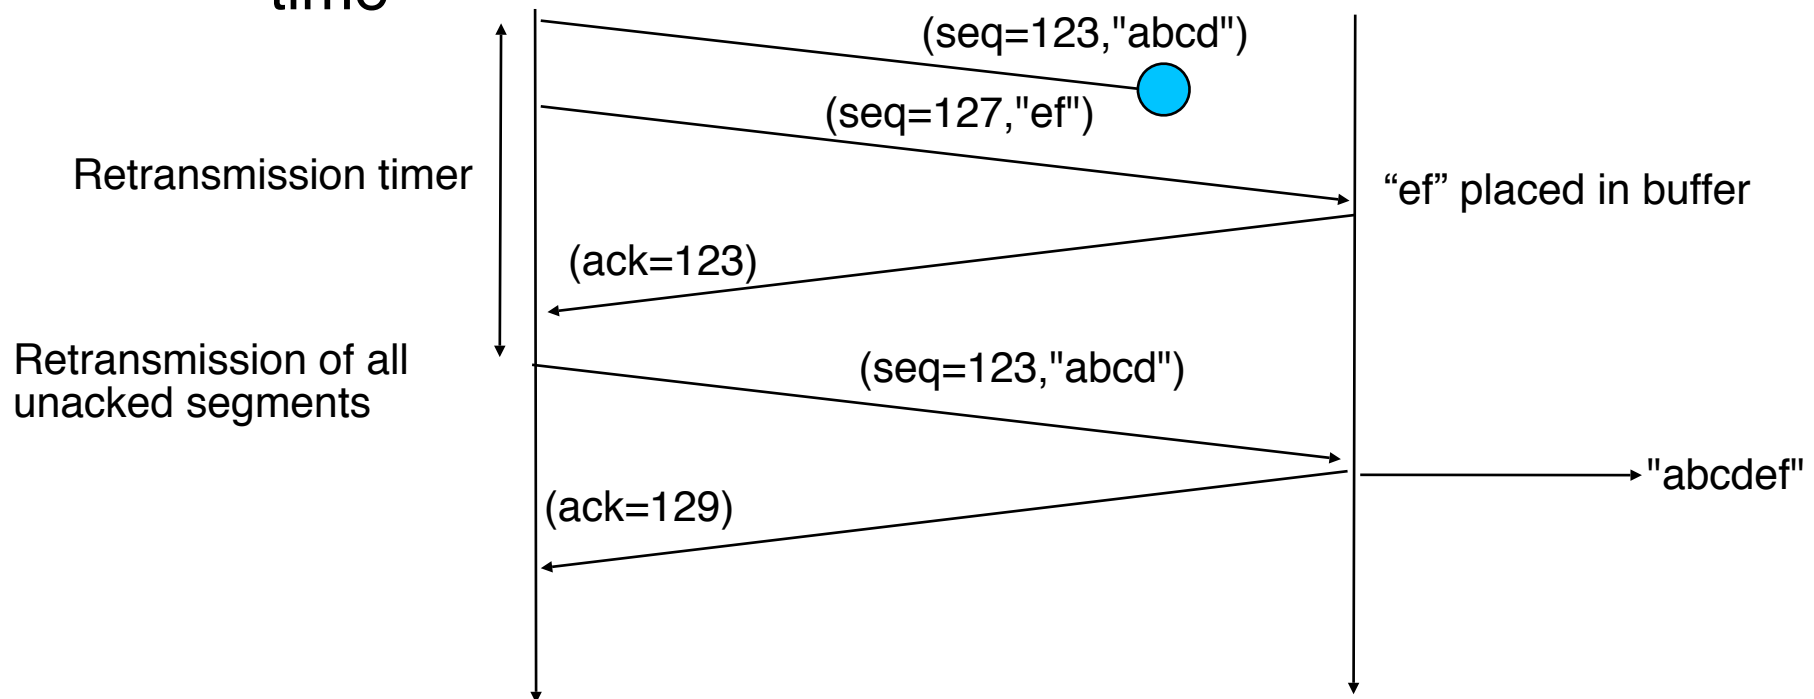 time
(seq=123,"abcd")
(seq=127,"ef")
Retransmission timer
“ef” placed in buffer
(ack=123)
Retransmission of all
unacked segments
(seq=123,"abcd")
"abcdef"
(ack=129)